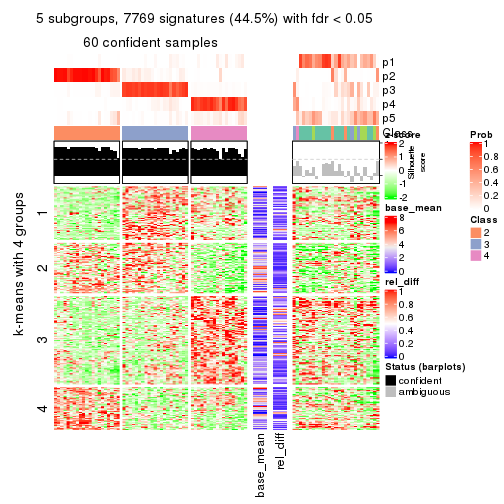 5 subgroups, 7769 signatures (44.5%) with fdr < 0.05
60 confident samples
p1
p2
p3
p4
p5
Class
Silhouette
score
k-means with 4 groups
1
2
3
4
base_mean
rel_diff
z-score
2
1
0
-1
-2
base_mean
8
6
4
2
0
rel_diff
1
0.8
0.6
0.4
0.2
0
Status (barplots)
confident
ambiguous
Prob
1
0.8
0.6
0.4
0.2
0
Class
2
3
4